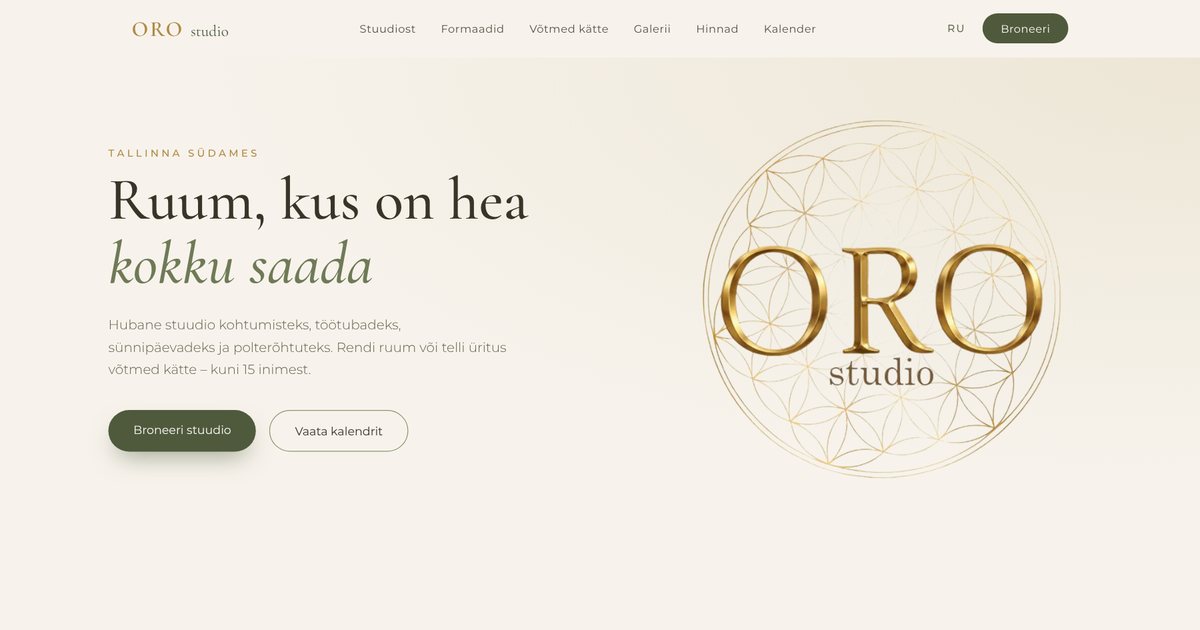 ORO studio
Stuudiost Formaadid Võtmed kätte Galerii Hinnad Kalender
RU Broneeri
TALLINNA SÜDAMES
Ruum, kus on hea
kokku saada
Hubane stuudio kohtumisteks, töötubadeks,
sünnipäevadeks ja polterõhtuteks. Rendi ruum või telli üritus
võtmed kätte – kuni 15 inimest.
Broneeri stuudio Vaata kalendrit
ORO
studio